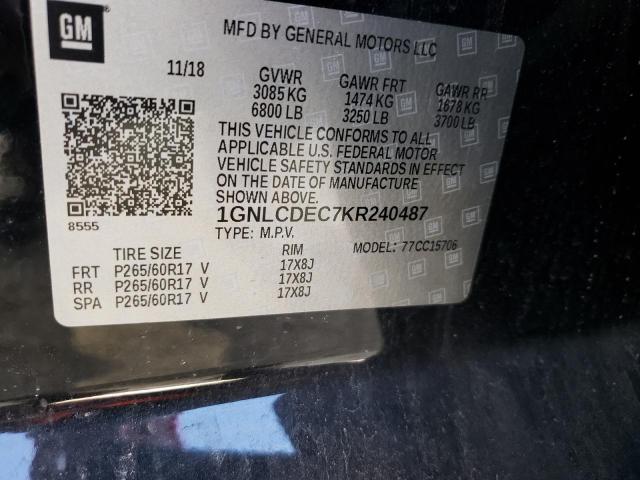 GM
MFD BY GENERAL MOTORS LLC
11/18 GVWR GAWR FRT GAWR RR
3085 KG 1474 KG 1678 KG
6800 LB 3250 LB 3700 LB
THIS VEHICLE CONFORMS TO ALL
APPLICABLE U.S. FEDERAL MOTOR
VEHICLE SAFETY STANDARDS IN EFFECT
ON THE DATE OF MANUFACTURE
SHOWN ABOVE.
8555
1GNLCDEC7KR240487
TYPE: M.P.V. MODEL: 77CC15706
TIRE SIZE RIM
FRT P265/60R17 V 17X8J
RR P265/60R17 V 17X8J
SPA P265/60R17 V 17X8J